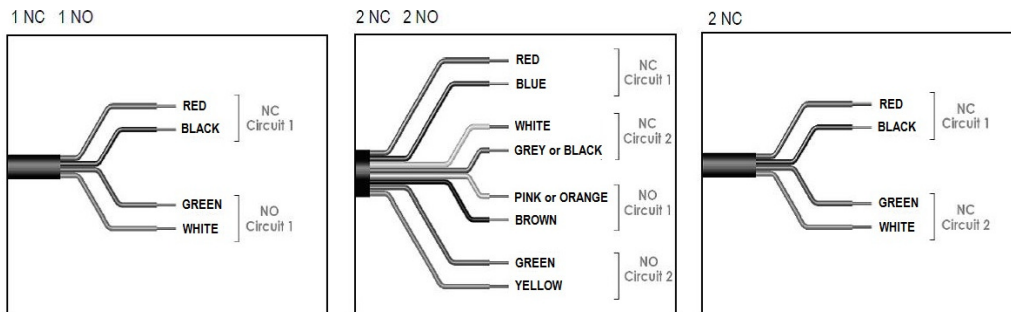 1 NC 1 NO
RED
BLACK
NC
Circuit 1
GREEN
WHITE
NO
Circuit 1
2 NC 2 NO
RED
BLUE
NC
Circuit 1
WHITE
GREY or BLACK
NC
Circuit 2
PINK or ORANGE
BROWN
NO
Circuit 1
GREEN
YELLOW
NO
Circuit 2
2 NC
RED
BLACK
NC
Circuit 1
GREEN
WHITE
NC
Circuit 2